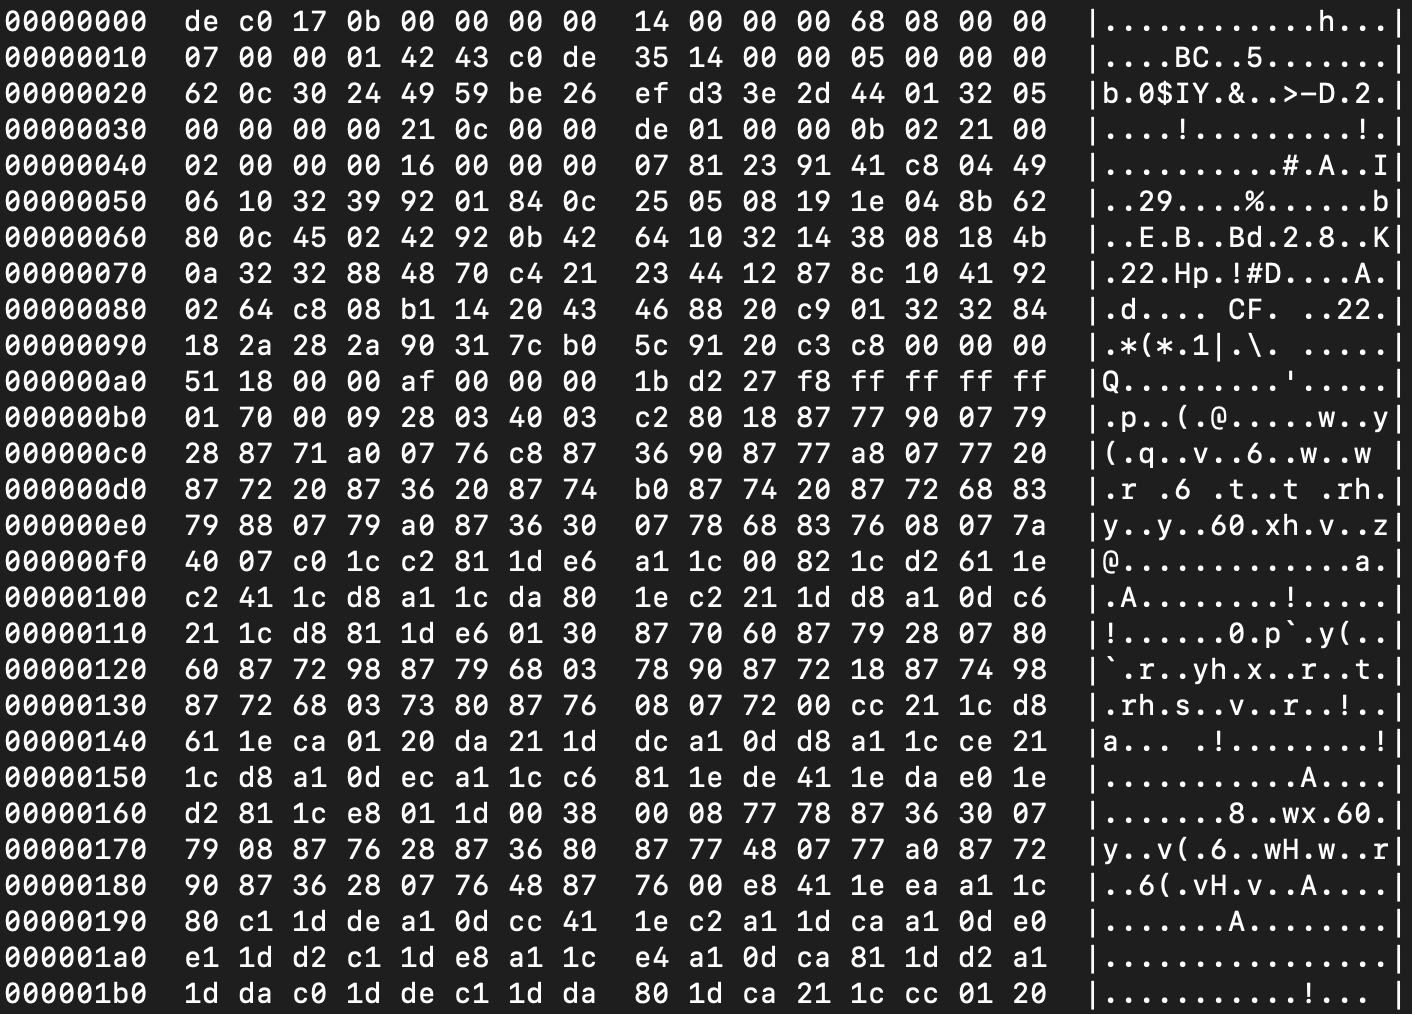 00000000  de c0 17 0b 00 00 00 00  14 00 00 00 68 08 00 00  |............h...|
00000010  07 00 00 01 42 43 c0 de  35 14 00 00 05 00 00 00  |....BC..5.......|
00000020  62 0c 30 24 49 59 be 26  ef d3 3e 2d 44 01 32 05  |b.0$IY.&..>-D.2.|
00000030  00 00 00 00 21 0c 00 00  de 01 00 00 0b 02 21 00  |....!.........!.|
00000040  02 00 00 00 16 00 00 00  07 81 23 91 41 c8 04 49  |..........#.A..I|
00000050  06 10 32 39 92 01 84 0c  25 05 08 19 1e 04 8b 62  |..29....%......b|
00000060  80 0c 45 02 42 92 0b 42  64 10 32 14 38 08 18 4b  |..E.B..Bd.2.8..K|
00000070  0a 32 32 88 48 70 c4 21  23 44 12 87 8c 10 41 92  |.22.Hp.!#D....A.|
00000080  02 64 c8 08 b1 14 20 43  46 88 20 c9 01 32 32 84  |.d.... CF. ..22.|
00000090  18 2a 28 2a 90 31 7c b0  5c 91 20 c3 c8 00 00 00  |.*(*.1|.\. .....|
000000a0  51 18 00 00 af 00 00 00  1b d2 27 f8 ff ff ff ff  |Q.........'.....|
000000b0  01 70 00 09 28 03 40 03  c2 80 18 87 77 90 07 79  |.p..(.@.....w..y|
000000c0  28 87 71 a0 07 76 c8 87  36 90 87 77 a8 07 77 20  |(.q..v..6..w..w |
000000d0  87 72 20 87 36 20 87 74  b0 87 74 20 87 72 68 83  |.r .6 .t..t .rh.|
000000e0  79 88 07 79 a0 87 36 30  07 78 68 83 76 08 07 7a  |y..y..60.xh.v..z|
000000f0  40 07 c0 1c c2 81 1d e6  a1 1c 00 82 1c d2 61 1e  |@.............a.|
00000100  c2 41 1c d8 a1 1c da 80  1e c2 21 1d d8 a1 0d c6  |.A........!.....|
00000110  21 1c d8 81 1d e6 01 30  87 70 60 87 79 28 07 80  |!......0.p`.y(..|
00000120  60 87 72 98 87 79 68 03  78 90 87 72 18 87 74 98  |`.r..yh.x..r..t.|
00000130  87 72 68 03 73 80 87 76  08 07 72 00 cc 21 1c d8  |.rh.s..v..r..!..|
00000140  61 1e ca 01 20 da 21 1d  dc a1 0d d8 a1 1c ce 21  |a... .!........!|
00000150  1c d8 a1 0d ec a1 1c c6  81 1e de 41 1e da e0 1e  |...........A....|
00000160  d2 81 1c e8 01 1d 00 38  00 08 77 78 87 36 30 07  |.......8..wx.60.|
00000170  79 08 87 76 28 87 36 80  87 77 48 07 77 a0 87 72  |y..v(.6..wH.w..r|
00000180  90 87 36 28 07 76 48 87  76 00 e8 41 1e ea a1 1c  |..6(.vH.v..A....|
00000190  80 c1 1d de a1 0d cc 41  1e c2 a1 1d ca a1 0d e0  |.......A........|
000001a0  e1 1d d2 c1 1d e8 a1 1c  e4 a1 0d ca 81 1d d2 a1  |................|
000001b0  1d da c0 1d de c1 1d da  80 1d ca 21 1c cc 01 20  |...........!... |